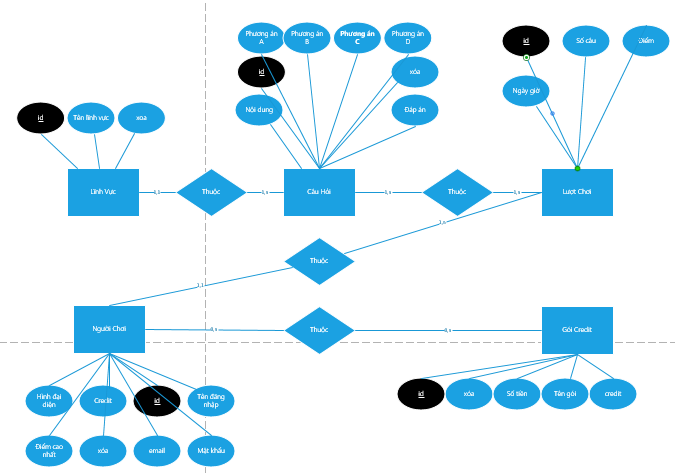 Phương án
A
Phương án
B
Phương án
C
Phương án
D
id
Số câu
Điểm
id
xóa
Ngày giờ
Nội dung
Đáp án
id
Tên lĩnh vực
xoa
Lĩnh Vực
Thuộc
Câu Hỏi
Thuộc
Lượt Chơi
1,n
Thuộc
1,1
Người Chơi
Thuộc
Gói Credit
Hình đại
diện
Credit
id
Tên đăng
nhập
id
xóa
Số tiền
Tên gói
credit
Điểm cao
nhất
xóa
email
Mật khẩu